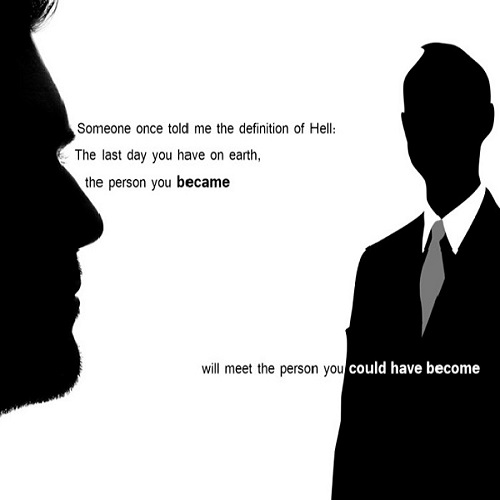 Someone once told me the definition of Hell:
The last day you have on earth,
the person you became
will meet the person you could have become